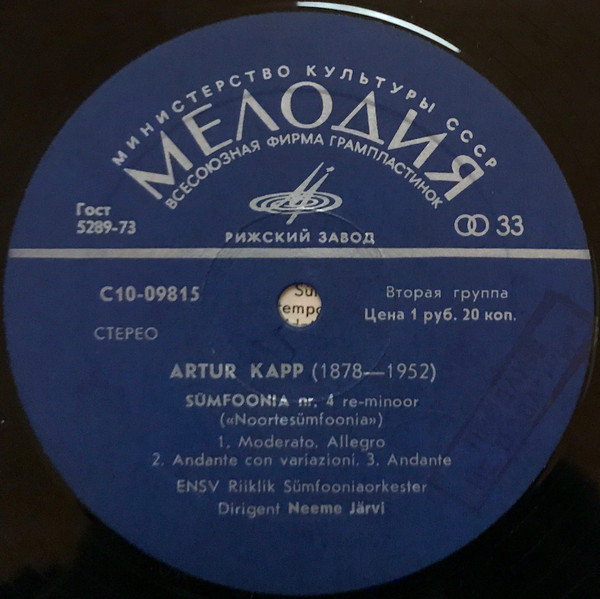 МИНИСТЕРСТВО КУЛЬТУРЫ СССР
МЕЛОДИЯ
ВСЕСОЮЗНАЯ ФИРМА ГРАМПЛАСТИНОК
Гост
5289-73
РИЖСКИЙ ЗАВОД
33
С10-09815
Вторая группа
Цена 1 руб. 20 коп.
СТЕРЕО
ARTUR KAPP (1878—1952)
SÜMFOONIA nr. 4 re-minoor
(«Noortesümfoonia»)
1. Moderato. Allegro
2. Andante con variazioni. 3. Andante
ENSV Riiklik Sümfooniaorkester
Dirigent Neeme Järvi